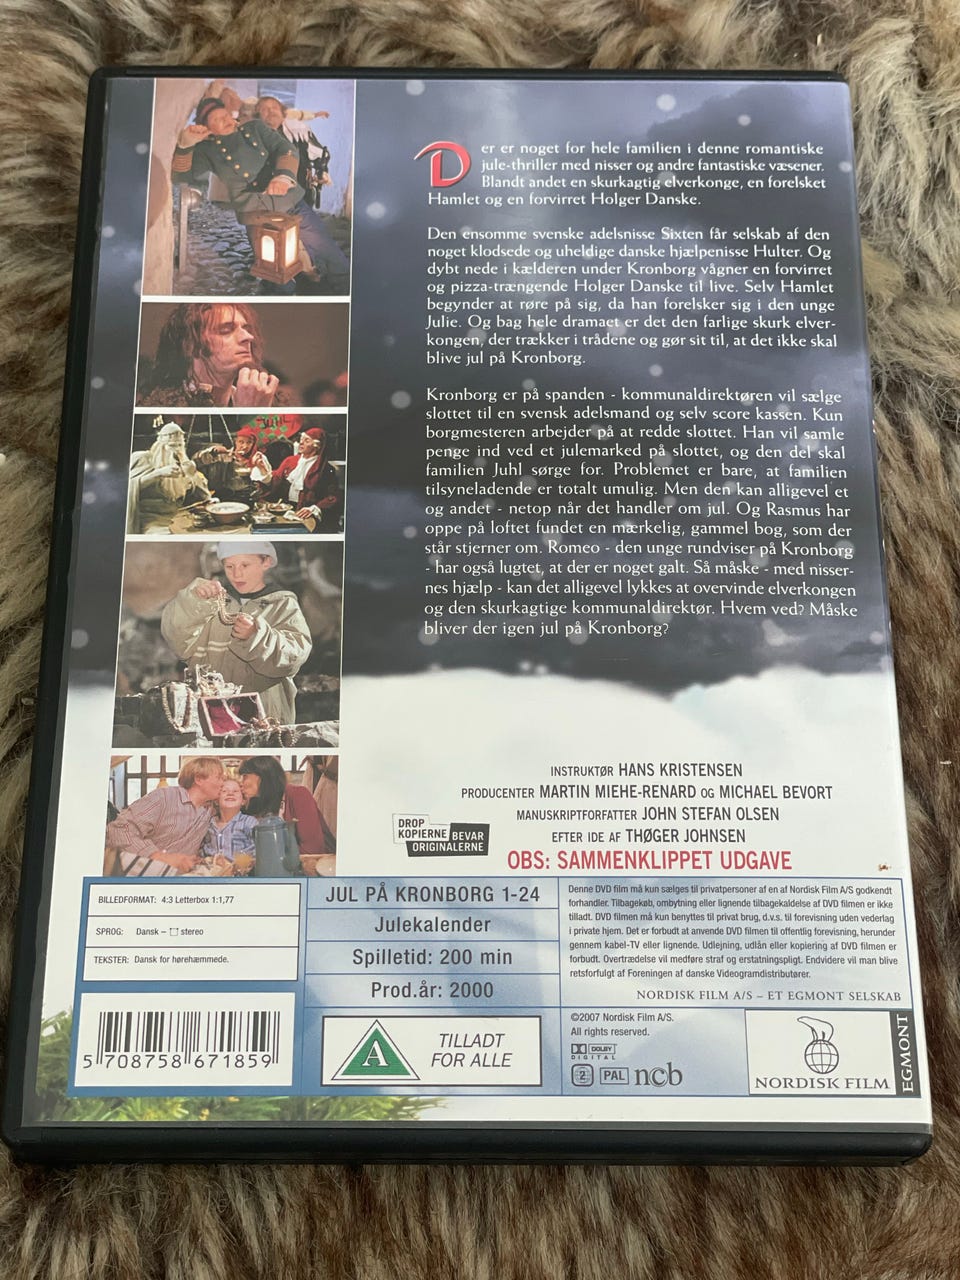 Der er noget for hele familien i denne romantiske
jule-thriller med nisser og andre fantastiske væsener.
Blandt andet en skurkagtig elverkonge, en forelsket
Hamlet og en forvirret Holger Danske.
Den ensomme svenske adelsnisse Sixten får selskab af den
noget klodsede og uheldige danske hjælpenisse Hulter. Og
dybt nede i kælderen under Kronborg vågner en forvirret
og pizza-trængende Holger Danske til live. Selv Hamlet
begynder at røre på sig, da han forelsker sig i den unge
Julie. Og bag hele dramaet er det den farlige skurk elver-
kongen, der trækker i trådene og gør sit til, at det ikke skal
blive jul på Kronborg.
Kronborg er på spanden - kommunaldirektøren vil sælge
slottet til en svensk adelsmand og selv score kassen. Kun
borgmesteren arbejder på at redde slottet. Han vil samle
penge ind ved et julemarked på slottet, og den del skal
familien Juhl sørge for. Problemet er bare, at familien
tilsyneladende er totalt umulig. Men den kan alligevel et
og andet - netop når det handler om jul. Og Rasmus har
oppe på loftet fundet en mærkelig, gammel bog, som der
står stjerner om. Romeo - den unge rundviser på Kronborg
- har også lugtet, at der er noget galt. Så måske - med nisser-
nes hjælp - kan det alligevel lykkes at overvinde elverkongen
og den skurkagtige kommunaldirektør. Hvem ved? Måske
bliver der igen jul på Kronborg?
INSTRUKTØR HANS KRISTENSEN
PRODUCENTER MARTIN MIEHE-RENARD OG MICHAEL BEVORT
MANUSKRIPTFORFATTER JOHN STEFAN OLSEN
EFTER IDE AF THØGER JOHNSEN
OBS: SAMMENKLIPPET UDGAVE
DROP
KOPIERNE BEVAR
ORIGINALERNE
BILLEDFORMAT: 4:3 Letterbox 1:1,77
SPROG: Dansk – stereo
TEKSTER: Dansk for hørehæmmede.
5 708758 671859
JUL PÅ KRONBORG 1-24
Julekalender
Spilletid: 200 min
Prod.år: 2000
A
TILLADT
FOR ALLE
Denne DVD film må kun sælges til privatpersoner af en af Nordisk Film A/S godkendt
forhandler. Tilbagekøb, ombytning eller lignende tilbagekaldelse af DVD filmen er ikke
tilladt. DVD filmen må kun benyttes til privat brug, d.v.s. til forevisning uden vederlag
i private hjem. Det er forbudt at anvende DVD filmen til offentlig forevisning, herunder
gennem kabel-TV eller lignende. Udlejning, udlån eller kopiering af DVD filmen er
forbudt. Overtrædelse vil medføre straf og erstatningspligt. Endvidere vil man blive
retsforfulgt af Foreningen af danske Videogramdistributører.
NORDISK FILM A/S – ET EGMONT SELSKAB
©2007 Nordisk Film A/S.
All rights reserved.
DOLBY
DIGITAL
2 PAL ncb
NORDISK FILM
EGMONT